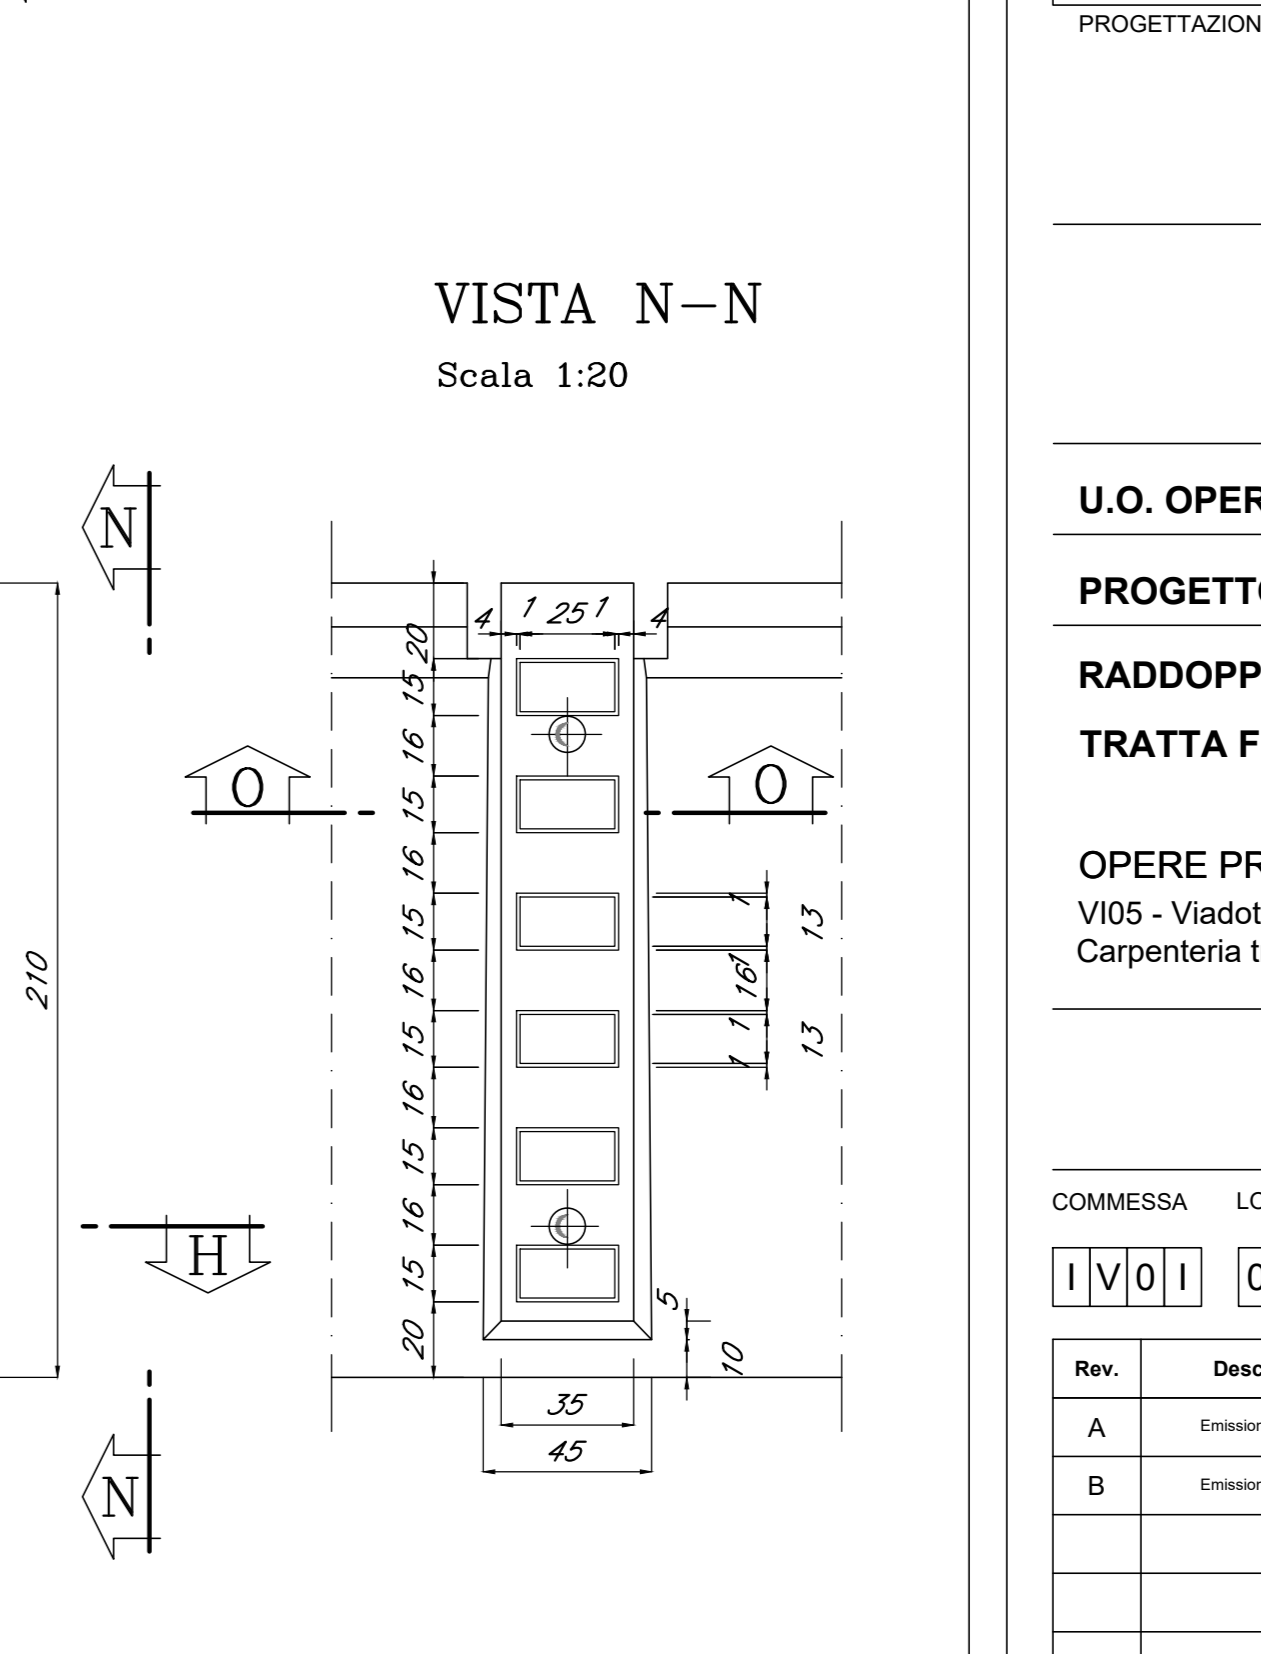 VISTA N–N
Scala 1:20
N
4 1 25 1 4
20
15
16
15
16
15
16
15
16
15
16
15
20
O
O
1
13
1
16
1
13
1
210
H
5
10
35
45
N
PROGETTAZION
U.O. OPER
PROGETTO
RADDOPP
TRATTA F
OPERE PR
VI05 - Viadot
Carpenteria t
COMMESSA LO
I V 0 I 0
Rev. Desc
A Emission
B Emission